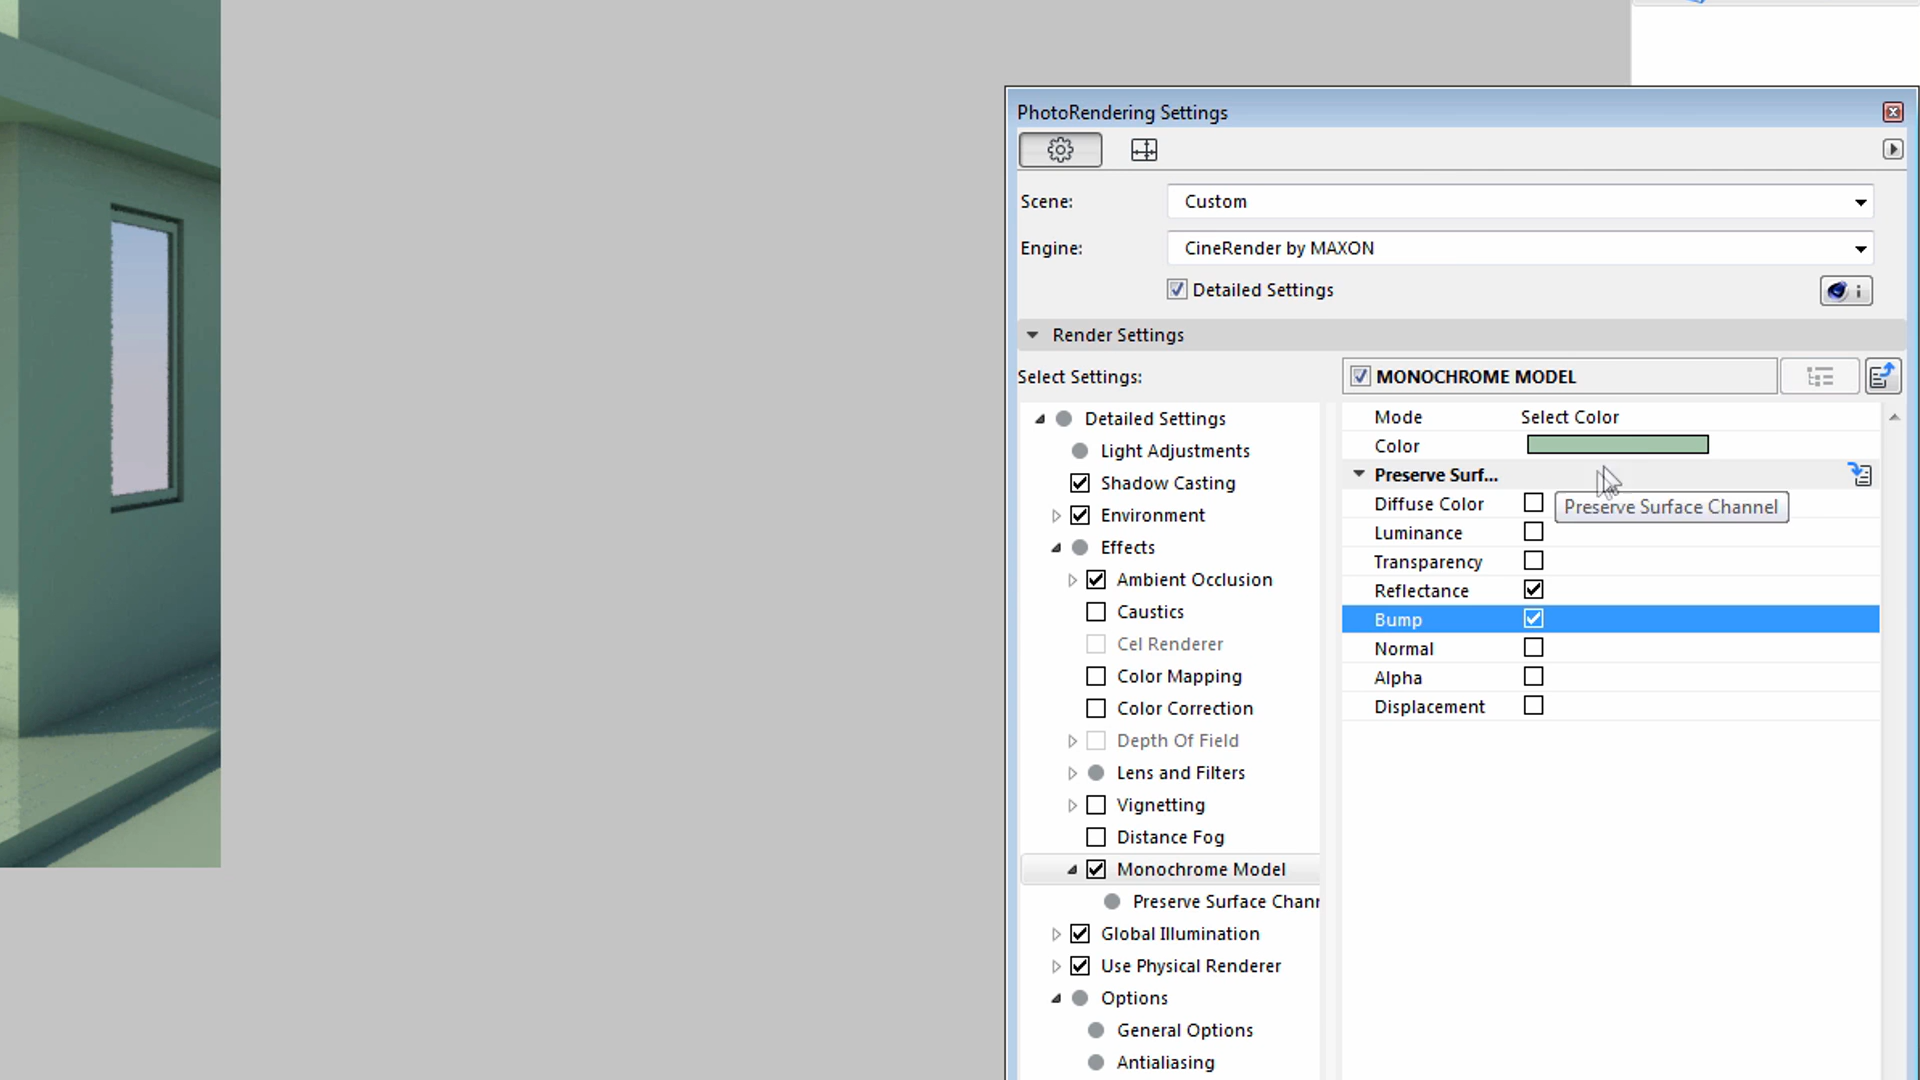 PhotoRendering Settings
Scene: Custom
Engine: CineRender by MAXON
Detailed Settings
i
Render Settings
Select Settings: MONOCHROME MODEL
Detailed Settings
Light Adjustments
Shadow Casting
Environment
Effects
Ambient Occlusion
Caustics
Cel Renderer
Color Mapping
Color Correction
Depth Of Field
Lens and Filters
Vignetting
Distance Fog
Monochrome Model
Preserve Surface Chan
Global Illumination
Use Physical Renderer
Options
General Options
Antialiasing
Mode Select Color
Color
Preserve Surf...
Diffuse Color
Preserve Surface Channel
Luminance
Transparency
Reflectance
Bump
Normal
Alpha
Displacement